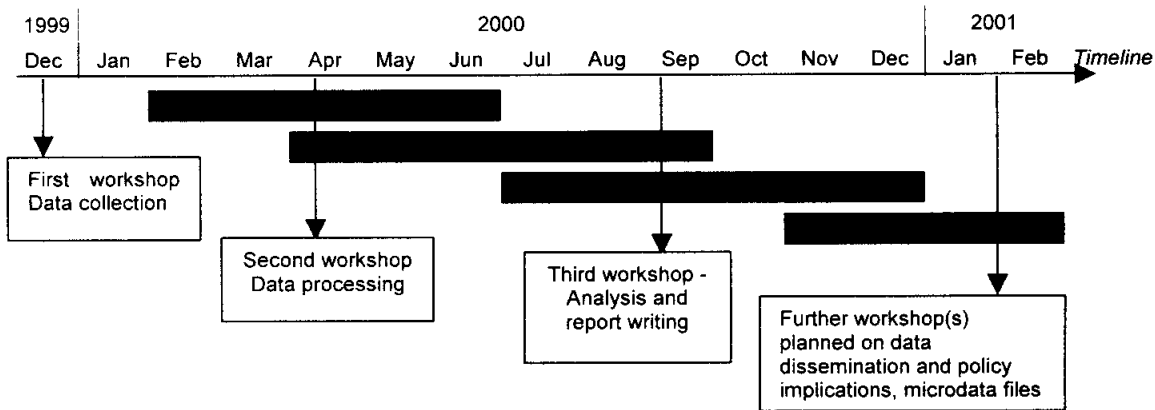 1999 2000 2001
Dec Jan Feb Mar Apr May Jun Jul Aug Sep Oct Nov Dec Jan Feb Timeline
First workshop
Data collection
Second workshop
Data processing
Third workshop -
Analysis and
report writing
Further workshop(s)
planned on data
dissemination and policy
implications, microdata files